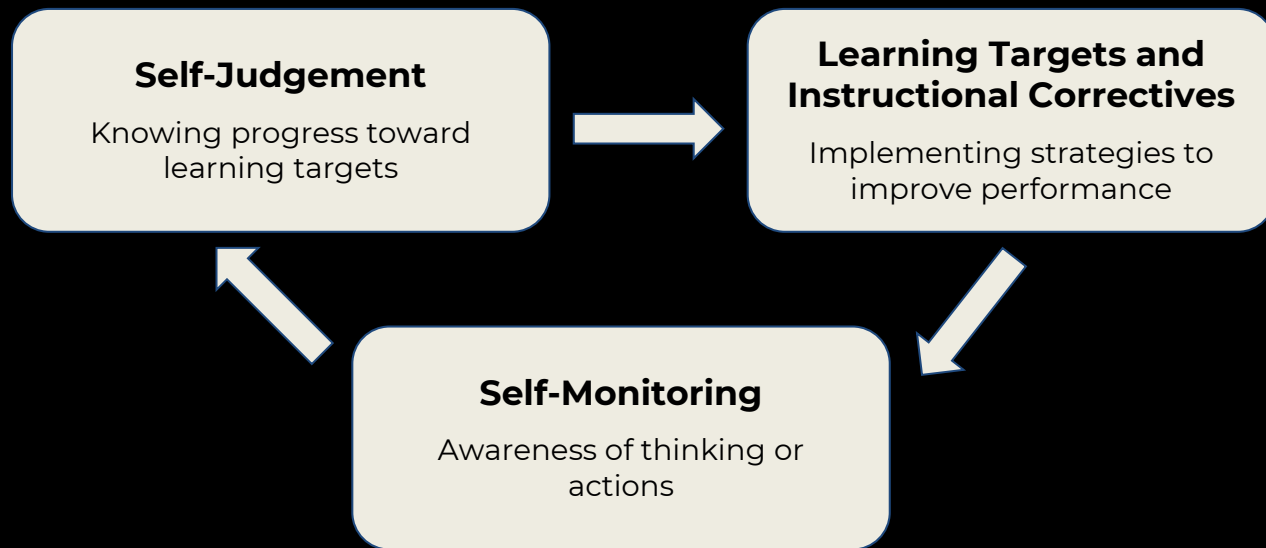 Self-Judgement
Knowing progress toward
learning targets
Learning Targets and
Instructional Correctives
Implementing strategies to
improve performance
Self-Monitoring
Awareness of thinking or
actions